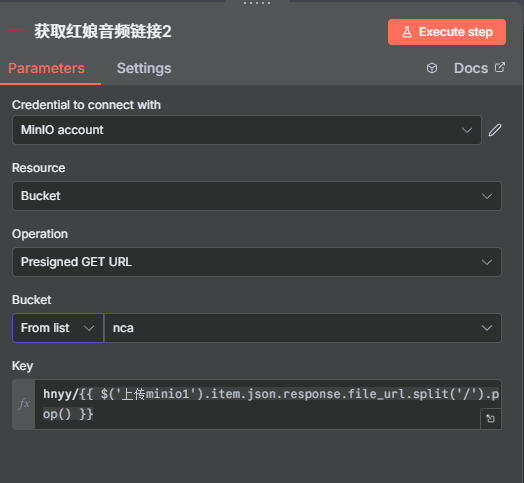 获取红娘音频链接2
Execute step
Parameters
Settings
Docs
Credential to connect with
MinIO account
Resource
Bucket
Operation
Presigned GET URL
Bucket
From list
nca
Key
fx
hnyy/{{ $('上传minio1').item.json.response.file_url.split('/').p
op() }}